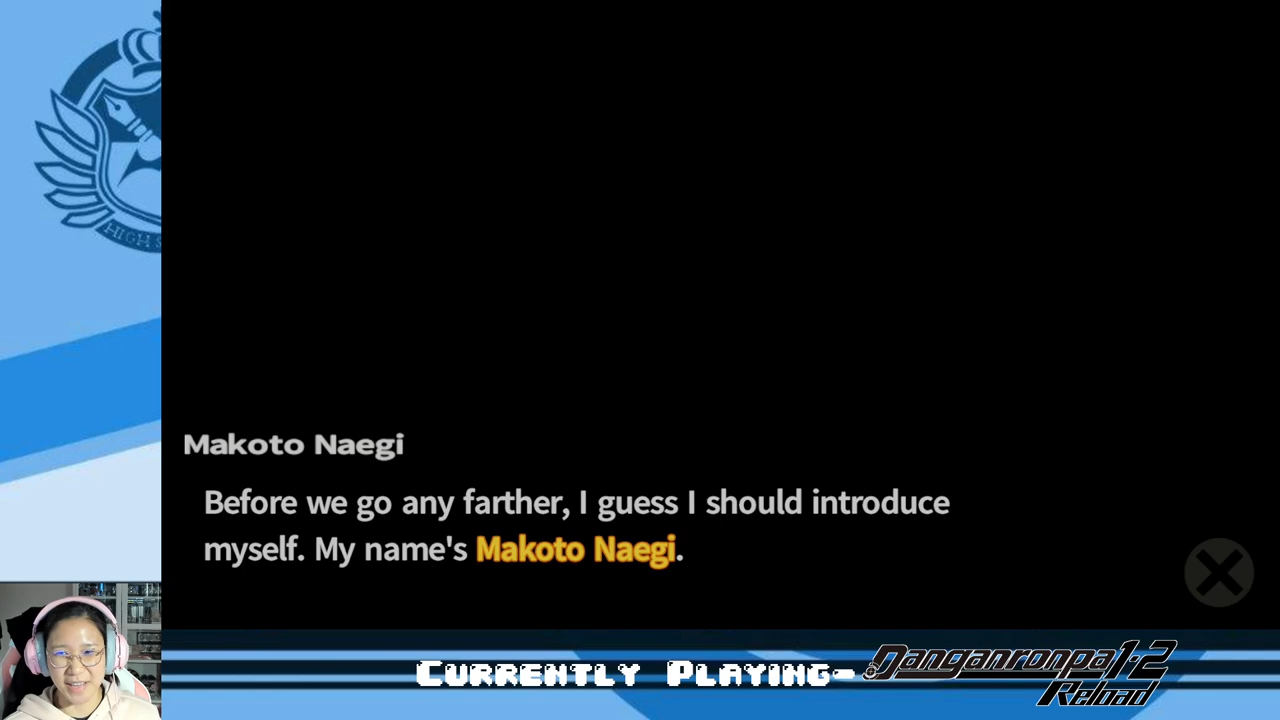 HIGH S
Makoto Naegi
Before we go any farther, I guess I should introduce
myself. My name's Makoto Naegi.
Currently Playing-
Danganronpa 1·2
Reload